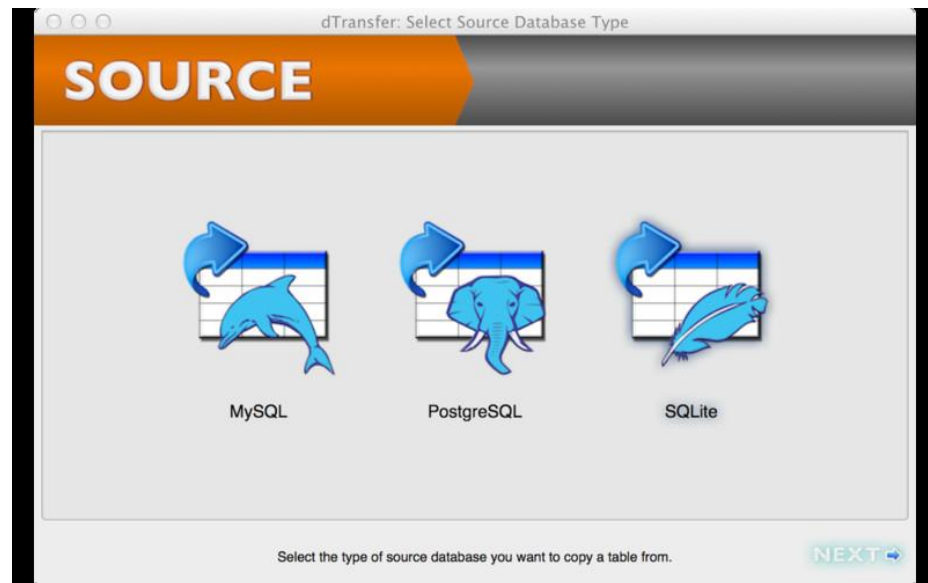 dTransfer: Select Source Database Type
SOURCE
MySQL
PostgreSQL
SQLite
Select the type of source database you want to copy a table from.
NEXT